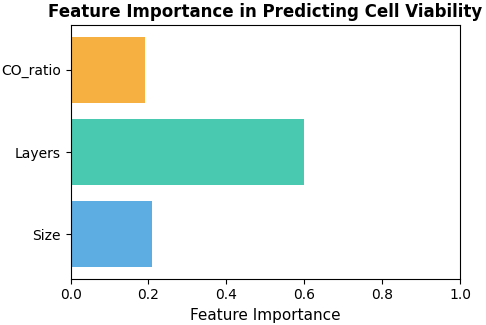 Feature Importance in Predicting Cell Viability
CO_ratio
Layers
Size
0.0 0.2 0.4 0.6 0.8 1.0
Feature Importance